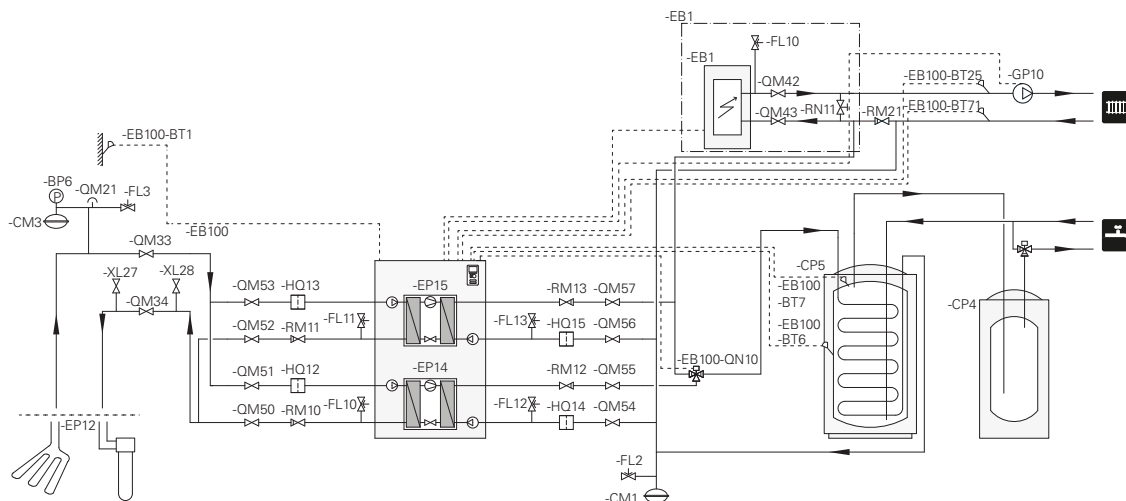 -EB1
-FL10
-EB1
-QM42
-EB100-BT25
-GP10
-QM43
-RN11
-RM21
-EB100-BT71
-EB100-BT1
-BP6
P
-QM21
-FL3
-CM3
-QM33
-EB100
-XL27
-XL28
-QM34
-QM53
-HQ13
-EP15
-RM13
-QM57
-CP5
-EB100
-BT7
-QM52
-RM11
-FL11
-FL13
-HQ15
-QM56
-EB100
-BT6
-CP4
-EB100-QN10
-QM51
-HQ12
-EP14
-RM12
-QM55
-QM50
-RM10
-FL10
-FL12
-HQ14
-QM54
-EP12
-FL2
-CM1